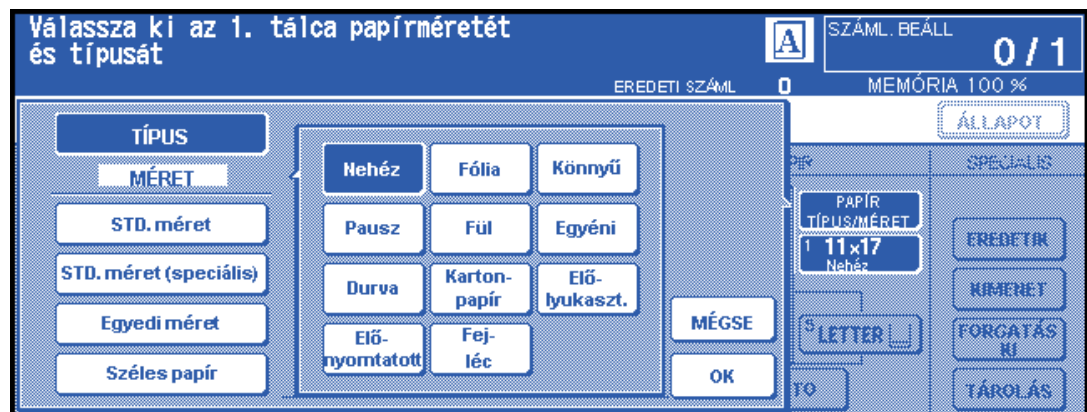 Válassza ki az 1. tálca papírméretét
és típusát
SZÁML. BEÁLL
0 / 1
EREDETI SZÁML 0
MEMÓRIA 100 %
A
ÁLLAPOT
TÍPUS
MÉRET
STD. méret
STD. méret (speciális)
Egyedi méret
Széles papír
Nehéz
Fólia
Könnyű
Pausz
Fül
Egyéni
Durva
Karton-
papír
Elő-
lyukaszt.
Elő-
nyomtatott
Fej-
léc
MÉGSE
OK
PAPÍR
TÍPUS/MÉRET
1 11x17
Nehéz
S LETTER
SPECIÁLIS
EREDETIK
KIMENET
FORGATÁS
KI
TÁROLÁS